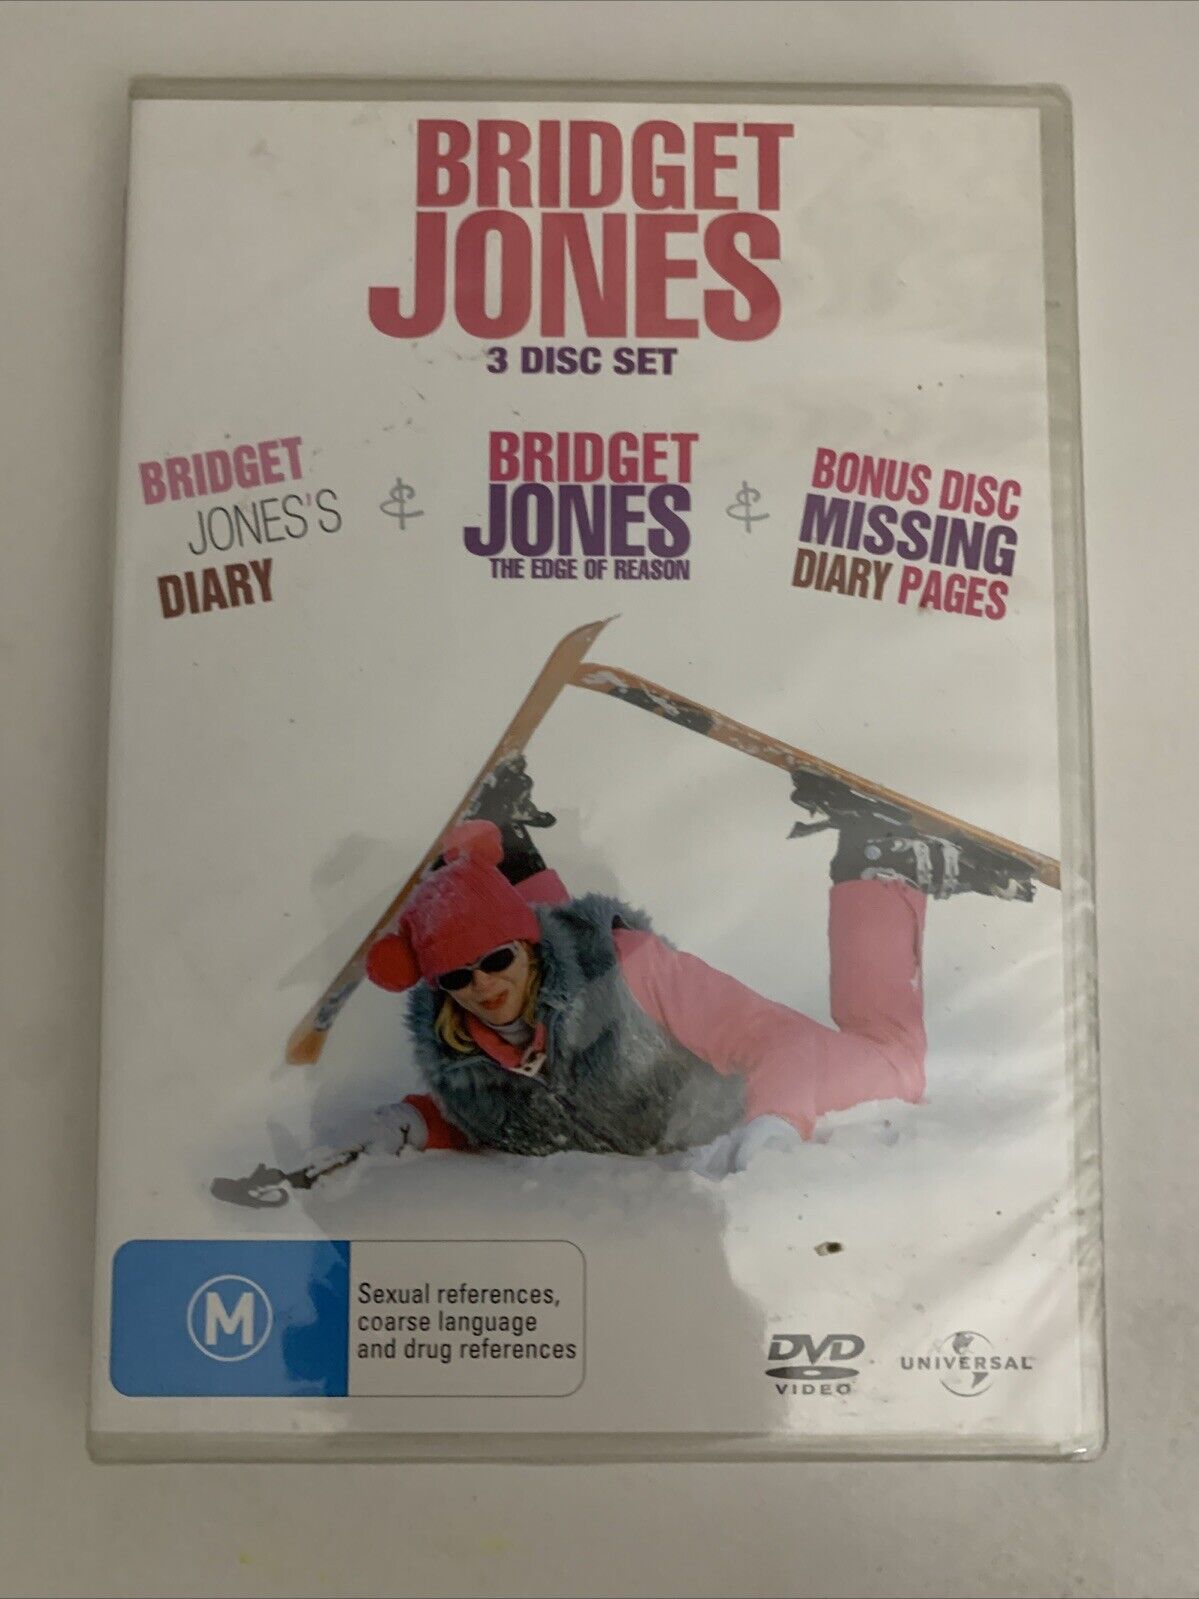 BRIDGET
JONES
3 DISC SET
BRIDGET
JONES'S
DIARY
&
BRIDGET
JONES
THE EDGE OF REASON
&
BONUS DISC
MISSING
DIARY PAGES
M
Sexual references,
coarse language
and drug references
DVD
VIDEO
UNIVERSAL